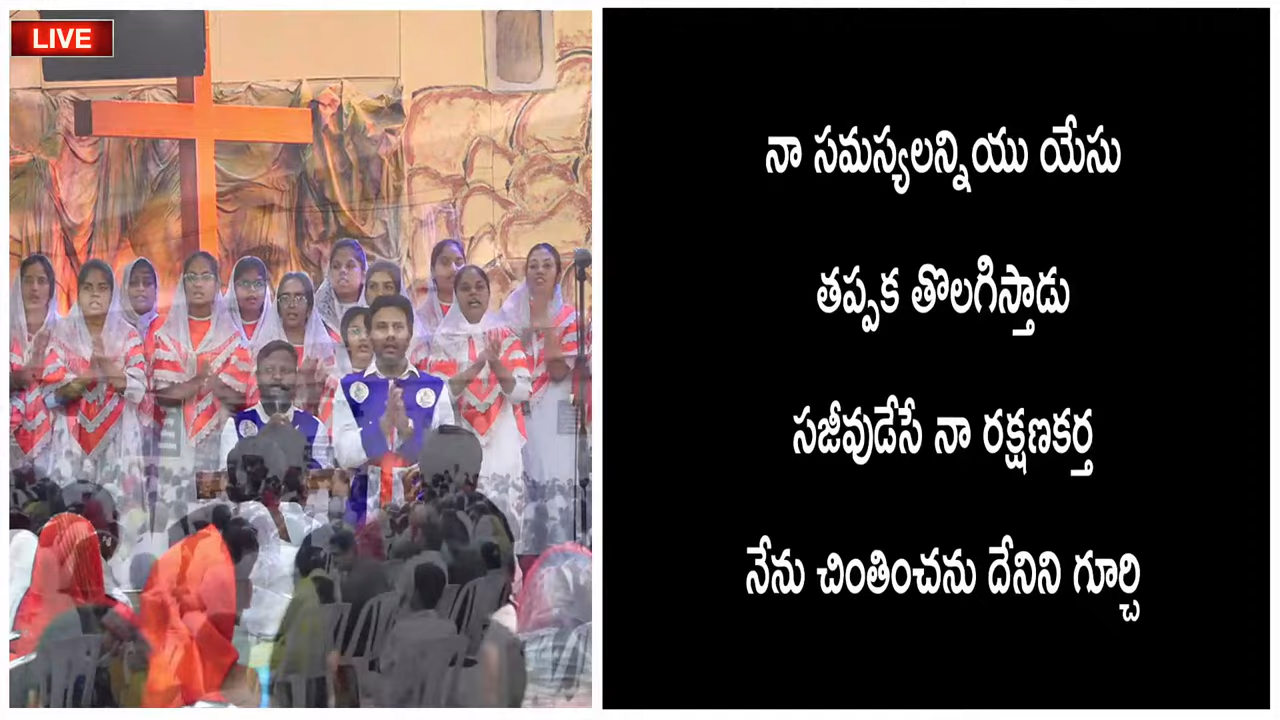 LIVE
నా సమస్యలన్నియు యేసు
తప్పక తొలగిస్తాడు
సజీవుడేసే నా రక్షణకర్త
నేను చింతించను దేనిని గూర్చి